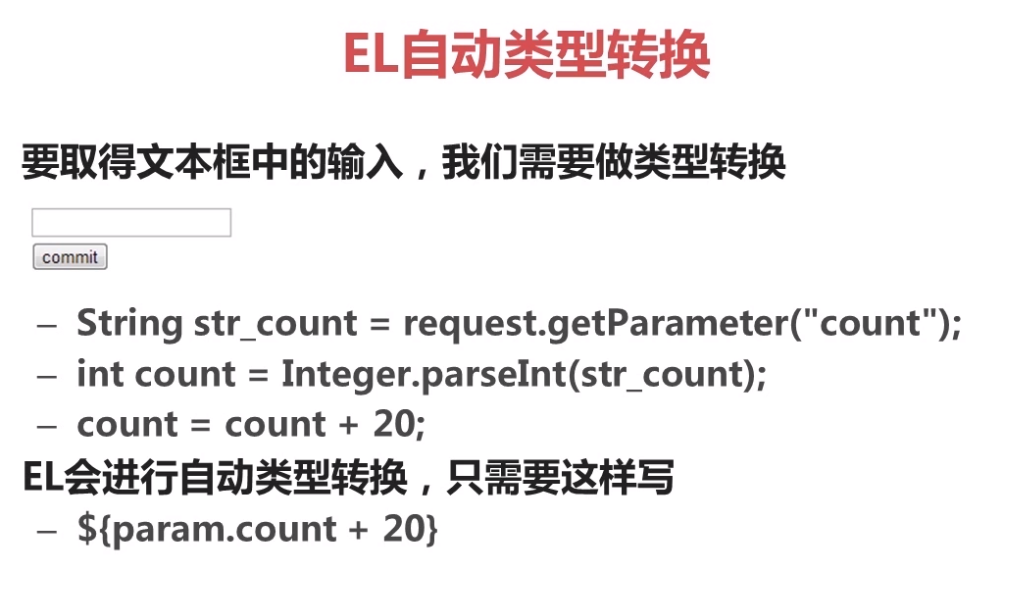 EL自动类型转换
要取得文本框中的输入，我们需要做类型转换
commit
– String str_count = request.getParameter("count");
– int count = Integer.parseInt(str_count);
– count = count + 20;
EL会进行自动类型转换，只需要这样写
– ${param.count + 20}